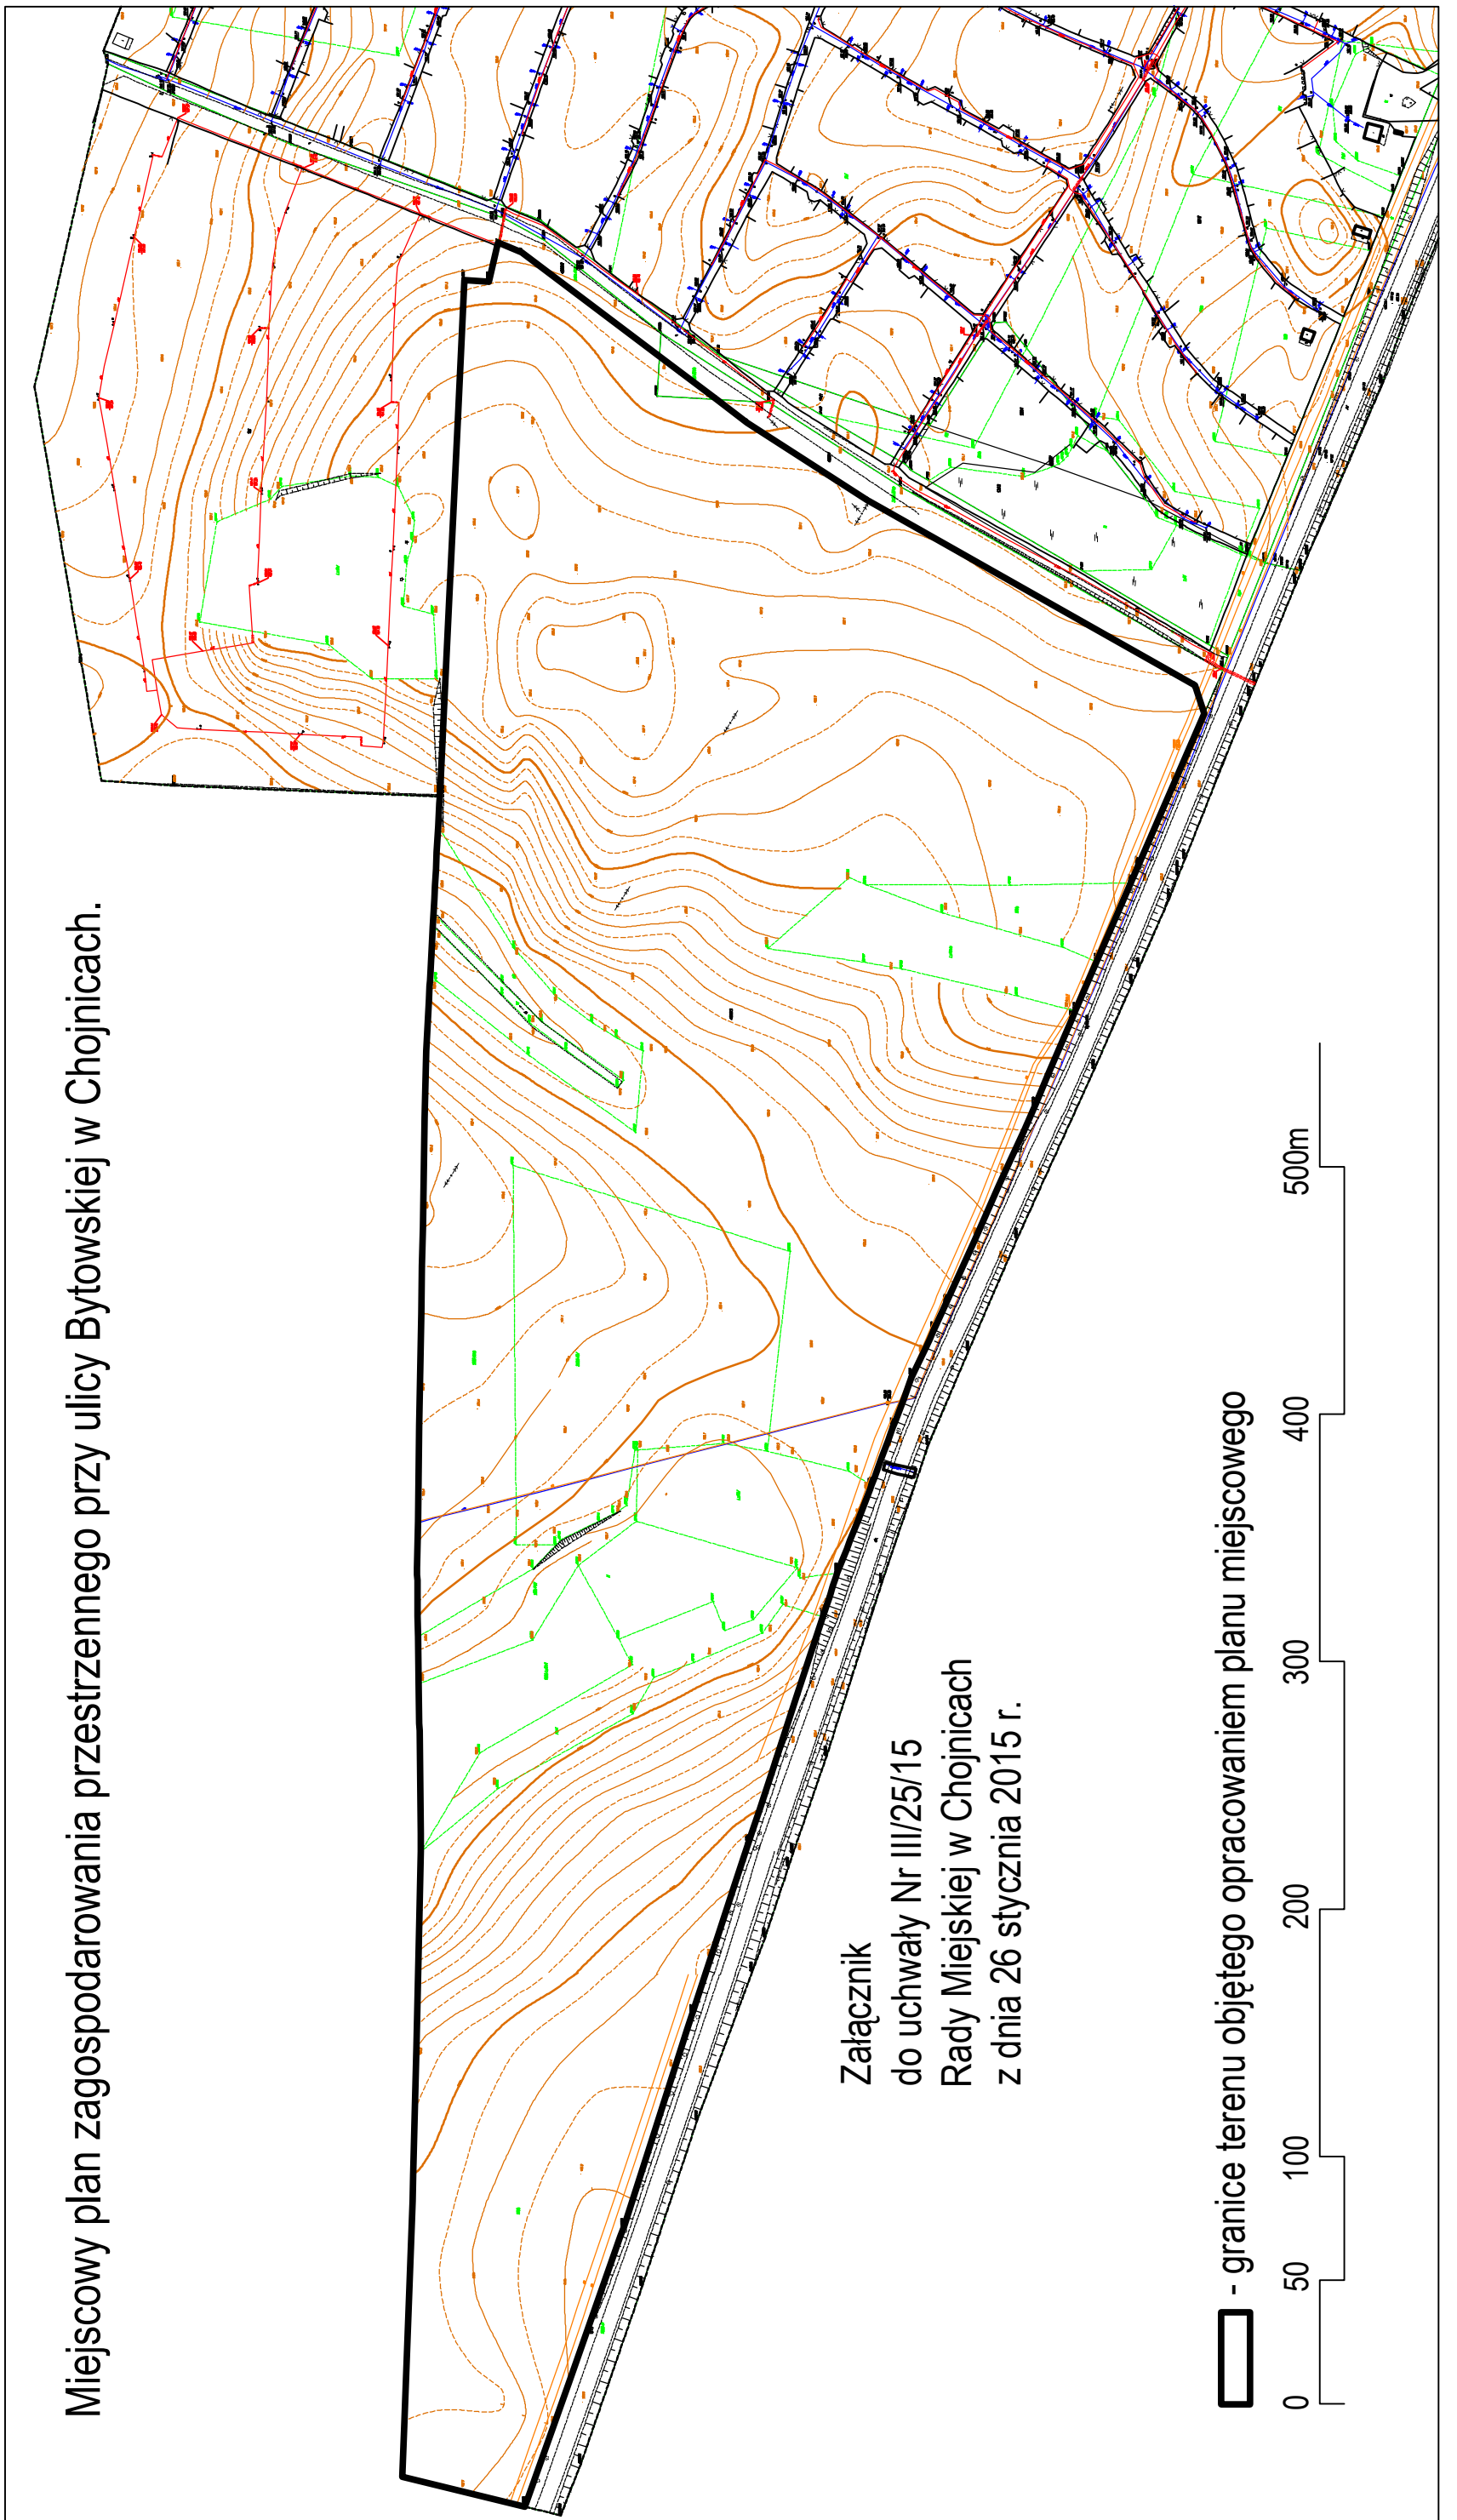 Miejscowy plan zagospodarowania przestrzennego przy ulicy Bytowskiej w Chojnicach.
Załącznik
do uchwały Nr III/25/15
Rady Miejskiej w Chojnicach
z dnia 26 stycznia 2015 r.
- granice terenu objętego opracowaniem planu miejscowego
0 50 100 200 300 400 500m